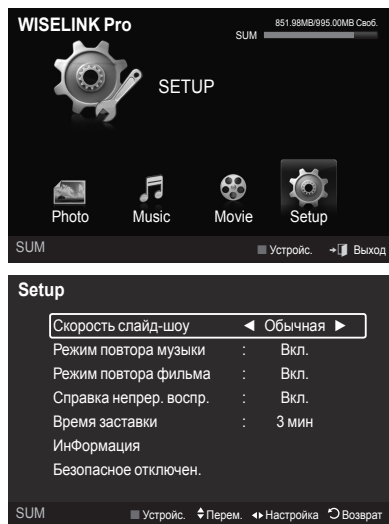 WISELINK Pro
851.98MB/995.00MB Своб.
SUM
SETUP
Photo Music Movie Setup
SUM Устройс. Выход
Setup
Скорость слайд-шоу ◀ Обычная ▶
Режим повтора музыки : Вкл.
Режим повтора фильма : Вкл.
Справка непрер. воспр. : Вкл.
Время заставки : 3 мин
ИнФормация
Безопасное отключен.
SUM Устройс. Перем. Настройка Возврат